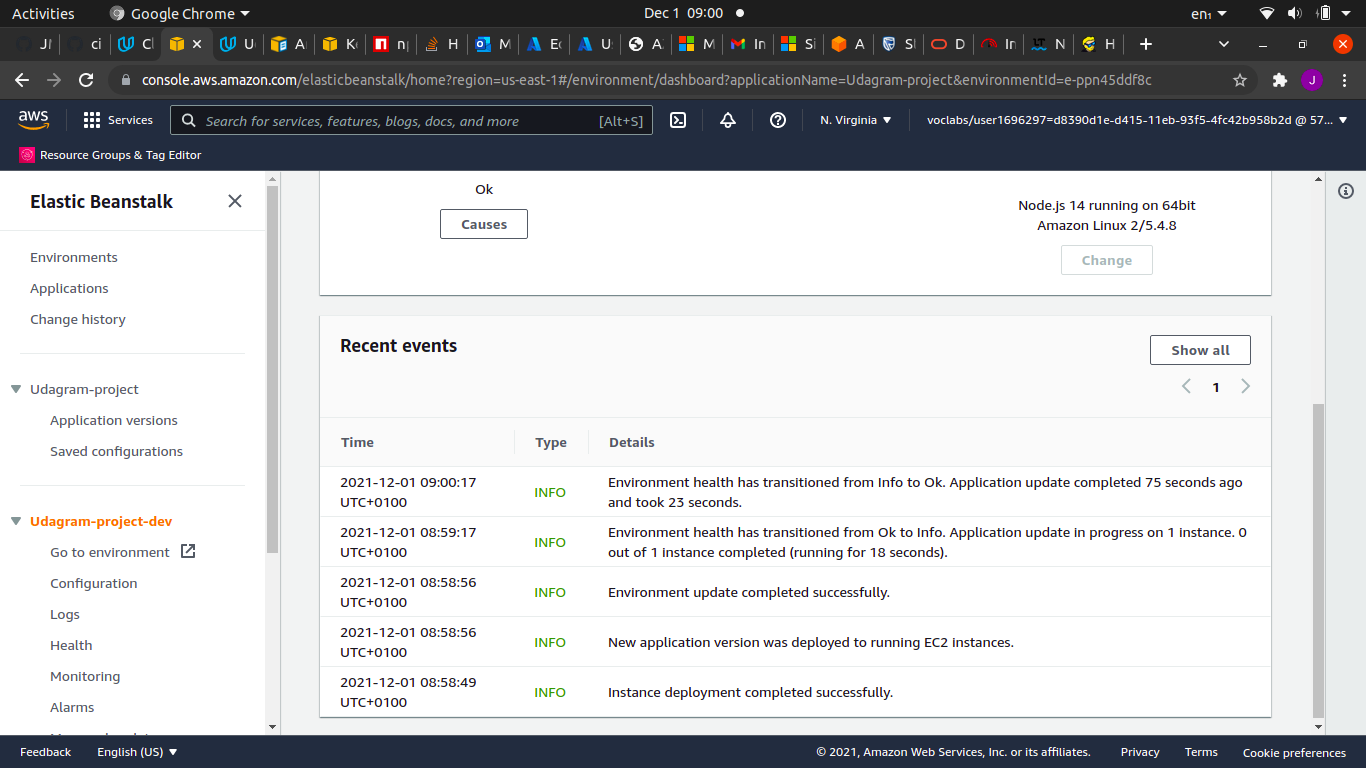 Activities
Google Chrome
Dec 1 09:00
en₁
JI
ci
Cl
U
A
K
n
H
M
E
U
A
M
In
Si
2
Sl
D
In
N
H
console.aws.amazon.com/elasticbeanstalk/home?region=us-east-1#/environment/dashboard?applicationName=Udagram-project&environmentId=e-ppn45ddf8c
J
aws
Services
Search for services, features, blogs, docs, and more
[Alt+S]
N. Virginia
voclabs/user1696297=d8390d1e-d415-11eb-93f5-4fc42b958b2d @ 57...
Resource Groups & Tag Editor
Elastic Beanstalk
Environments
Applications
Change history
Udagram-project
Application versions
Saved configurations
Udagram-project-dev
Go to environment
Configuration
Logs
Health
Monitoring
Alarms
Ok
Causes
Node.js 14 running on 64bit
Amazon Linux 2/5.4.8
Change
Recent events
Show all
1
Time
Type
Details
2021-12-01 09:00:17
UTC+0100
INFO
Environment health has transitioned from Info to Ok. Application update completed 75 seconds ago
and took 23 seconds.
2021-12-01 08:59:17
UTC+0100
INFO
Environment health has transitioned from Ok to Info. Application update in progress on 1 instance. 0
out of 1 instance completed (running for 18 seconds).
2021-12-01 08:58:56
UTC+0100
INFO
Environment update completed successfully.
2021-12-01 08:58:56
UTC+0100
INFO
New application version was deployed to running EC2 instances.
2021-12-01 08:58:49
UTC+0100
INFO
Instance deployment completed successfully.
Feedback
English (US)
© 2021, Amazon Web Services, Inc. or its affiliates.
Privacy
Terms
Cookie preferences